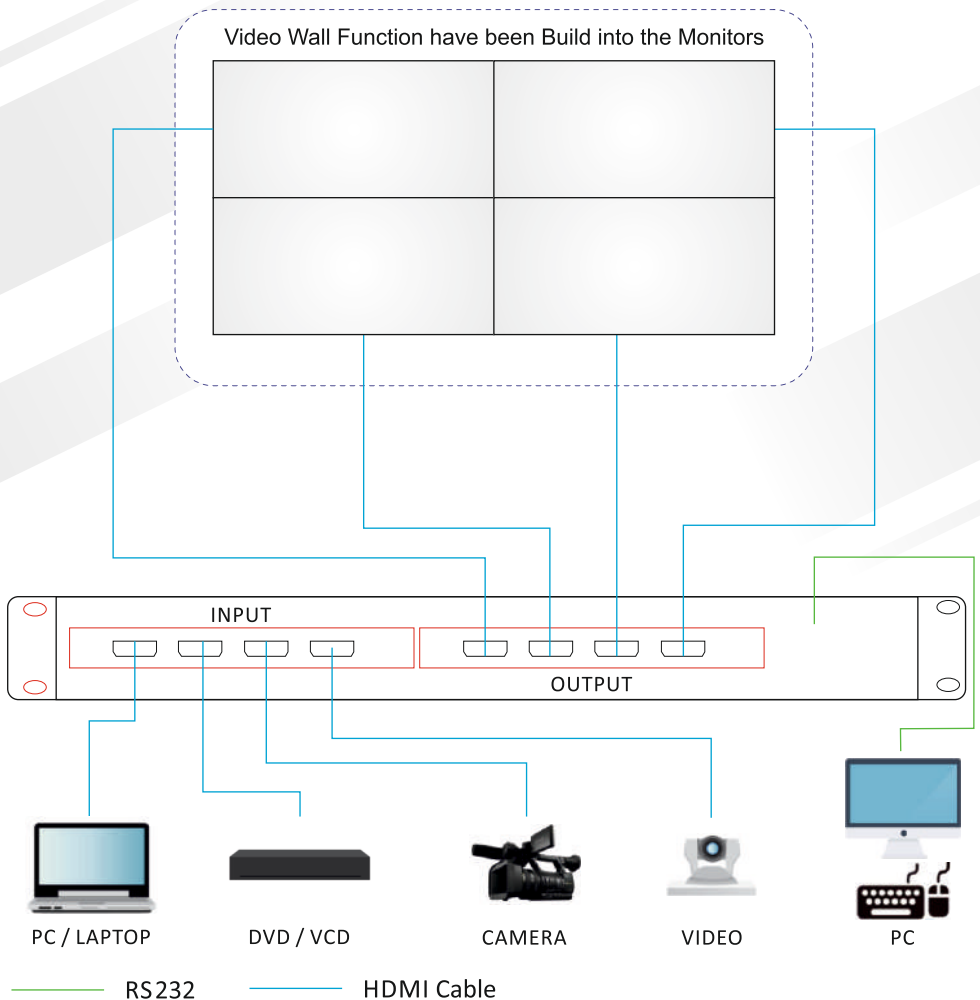 Video Wall Function have been Build into the Monitors
INPUT
OUTPUT
PC / LAPTOP
DVD / VCD
CAMERA
VIDEO
PC
RS232
HDMI Cable